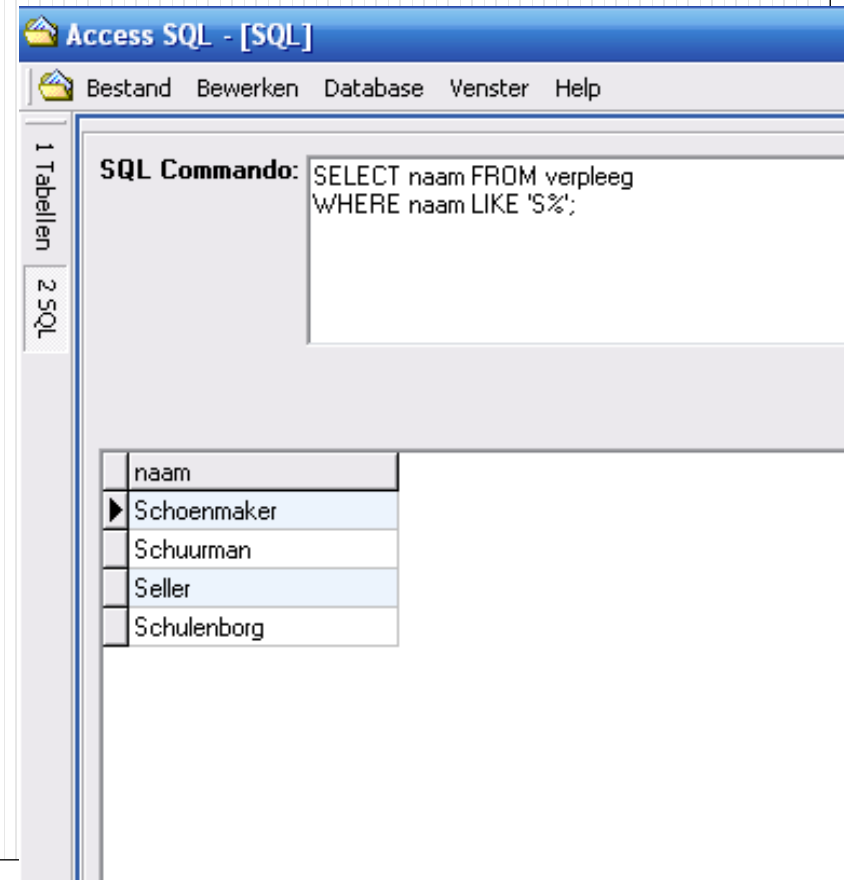 Access SQL - [SQL]
Bestand Bewerken Database Venster Help
1 Tabellen
2 SQL
SQL Commando:
SELECT naam FROM verpleeg
WHERE naam LIKE 'S%';
naam
Schoenmaker
Schuurman
Seller
Schulenborg